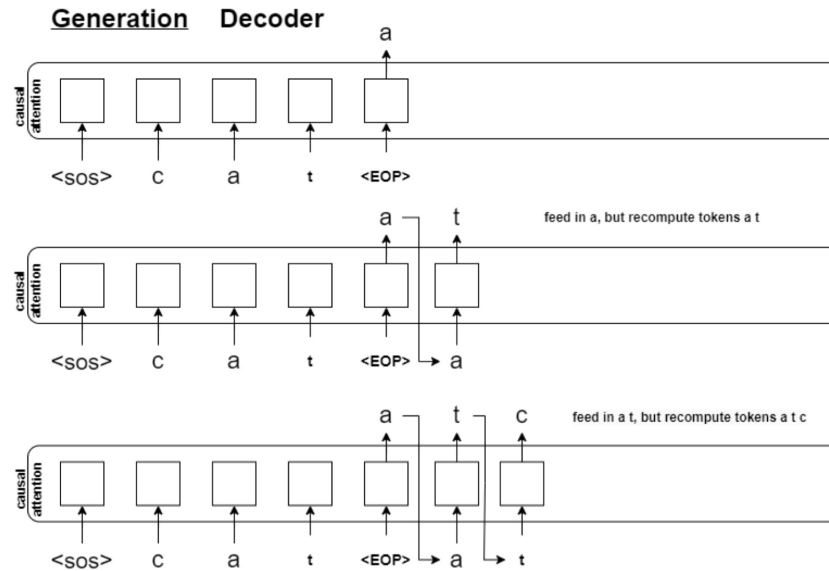 Generation Decoder
a
causal
attention
<sos> c a t <EOP>
a t feed in a, but recompute tokens a t
causal
attention
<sos> c a t <EOP> a
a t c feed in a t, but recompute tokens a t c
causal
attention
<sos> c a t <EOP> a t